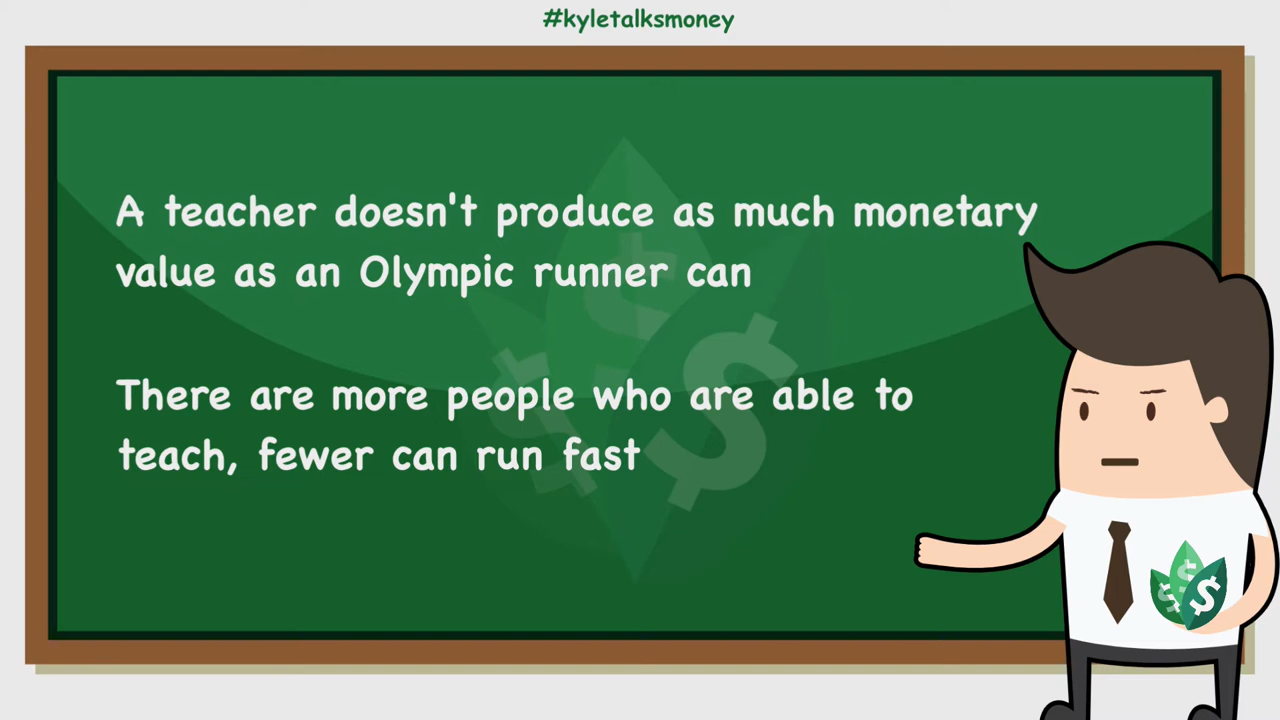 #kyletalksmoney
A teacher doesn't produce as much monetary
value as an Olympic runner can
There are more people who are able to
teach, fewer can run fast